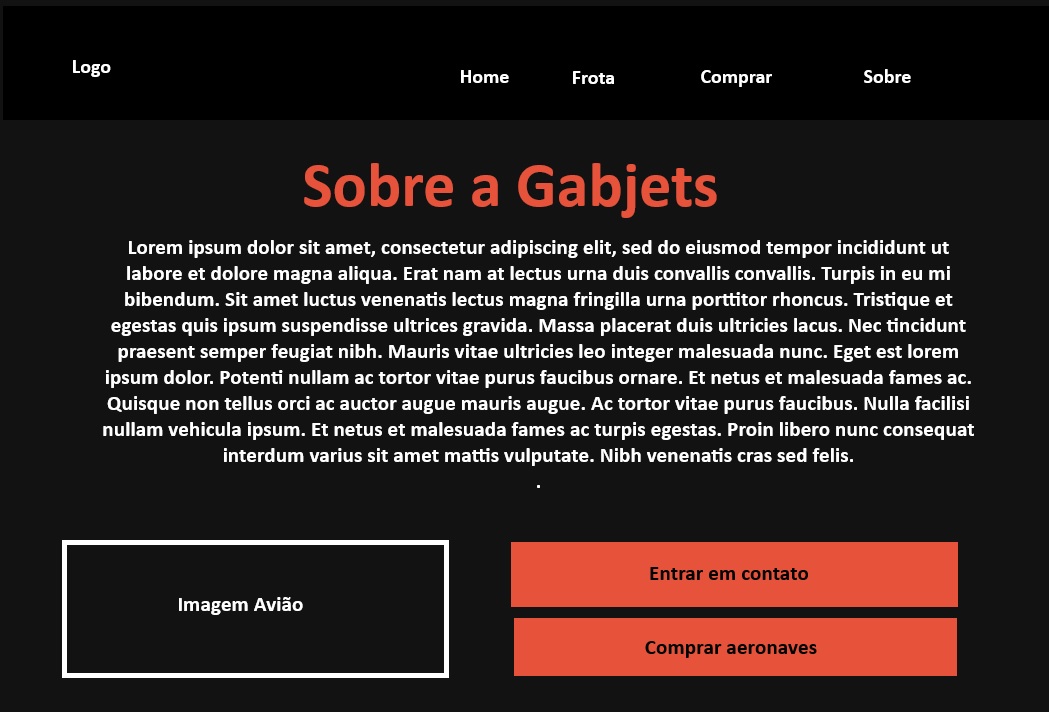 Logo
Home Frota Comprar Sobre
Sobre a Gabjets
Lorem ipsum dolor sit amet, consectetur adipiscing elit, sed do eiusmod tempor incididunt ut
labore et dolore magna aliqua. Erat nam at lectus urna duis convallis convallis. Turpis in eu mi
bibendum. Sit amet luctus venenatis lectus magna fringilla urna porttitor rhoncus. Tristique et
egestas quis ipsum suspendisse ultrices gravida. Massa placerat duis ultricies lacus. Nec tincidunt
praesent semper feugiat nibh. Mauris vitae ultricies leo integer malesuada nunc. Eget est lorem
ipsum dolor. Potenti nullam ac tortor vitae purus faucibus ornare. Et netus et malesuada fames ac.
Quisque non tellus orci ac auctor augue mauris augue. Ac tortor vitae purus faucibus. Nulla facilisi
nullam vehicula ipsum. Et netus et malesuada fames ac turpis egestas. Proin libero nunc consequat
interdum varius sit amet mattis vulputate. Nibh venenatis cras sed felis.
.
Imagem Avião
Entrar em contato
Comprar aeronaves